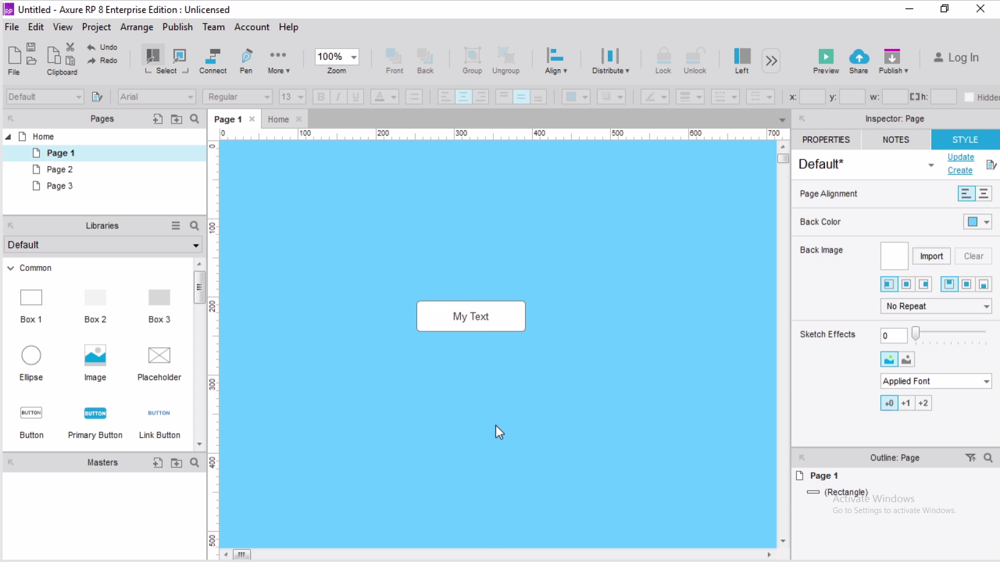 Untitled - Axure RP 8 Enterprise Edition : Unlicensed
File Edit View Project Arrange Publish Team Account Help
File Clipboard Undo Redo Select Connect Pen More 100% Zoom Front Back Group Ungroup Align Distribute Lock Unlock Left Preview Share Publish Log In
Default Arial Regular 13 B I U A x: y: w: h: Hidden
Pages
Home
Page 1
Page 2
Page 3
Libraries
Default
Common
Box 1 Box 2 Box 3
Ellipse Image Placeholder
BUTTON BUTTON BUTTON
Button Primary Button Link Button
Masters
Page 1 Home
0 100 200 300 400 500 600 700
0
100
200
300
400
500
My Text
Inspector: Page
PROPERTIES NOTES STYLE
Default*
Update
Create
Page Alignment
Back Color
Back Image Import Clear
No Repeat
Sketch Effects 0
Applied Font
+0 +1 +2
Outline: Page
Page 1
(Rectangle)
Activate Windows
Go to Settings to activate Windows.